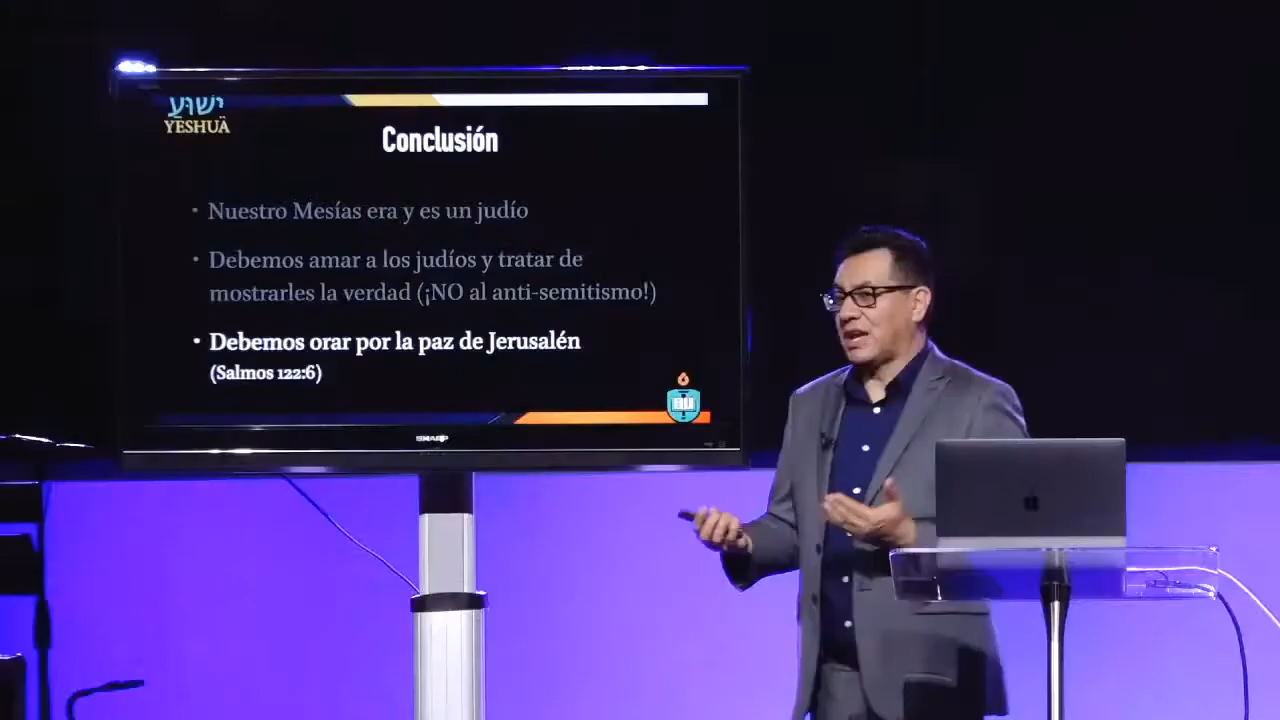 ישׁוּעַ
YESHUA
Conclusión
• Nuestro Mesías era y es un judío
• Debemos amar a los judíos y tratar de
mostrarles la verdad (¡NO al anti-semitismo!)
• Debemos orar por la paz de Jerusalén
(Salmos 122:6)
SHARP